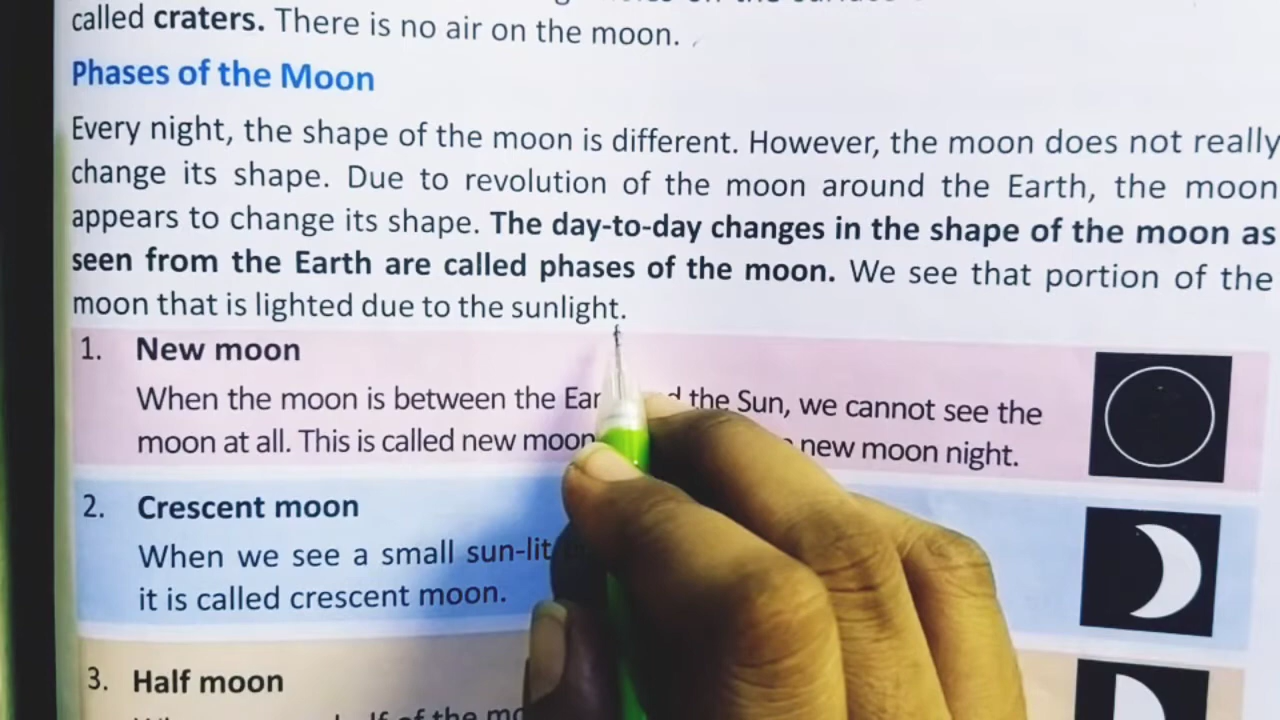 called craters. There is no air on the moon.
Phases of the Moon
Every night, the shape of the moon is different. However, the moon does not really
change its shape. Due to revolution of the moon around the Earth, the moon
appears to change its shape. The day-to-day changes in the shape of the moon as
seen from the Earth are called phases of the moon. We see that portion of the
moon that is lighted due to the sunlight.
1. New moon
When the moon is between the the Sun, we cannot see the
moon at all. This is called new moon new moon night.
2. Crescent moon
When we see a small sun-lit
it is called crescent moon.
3. Half moon
of the